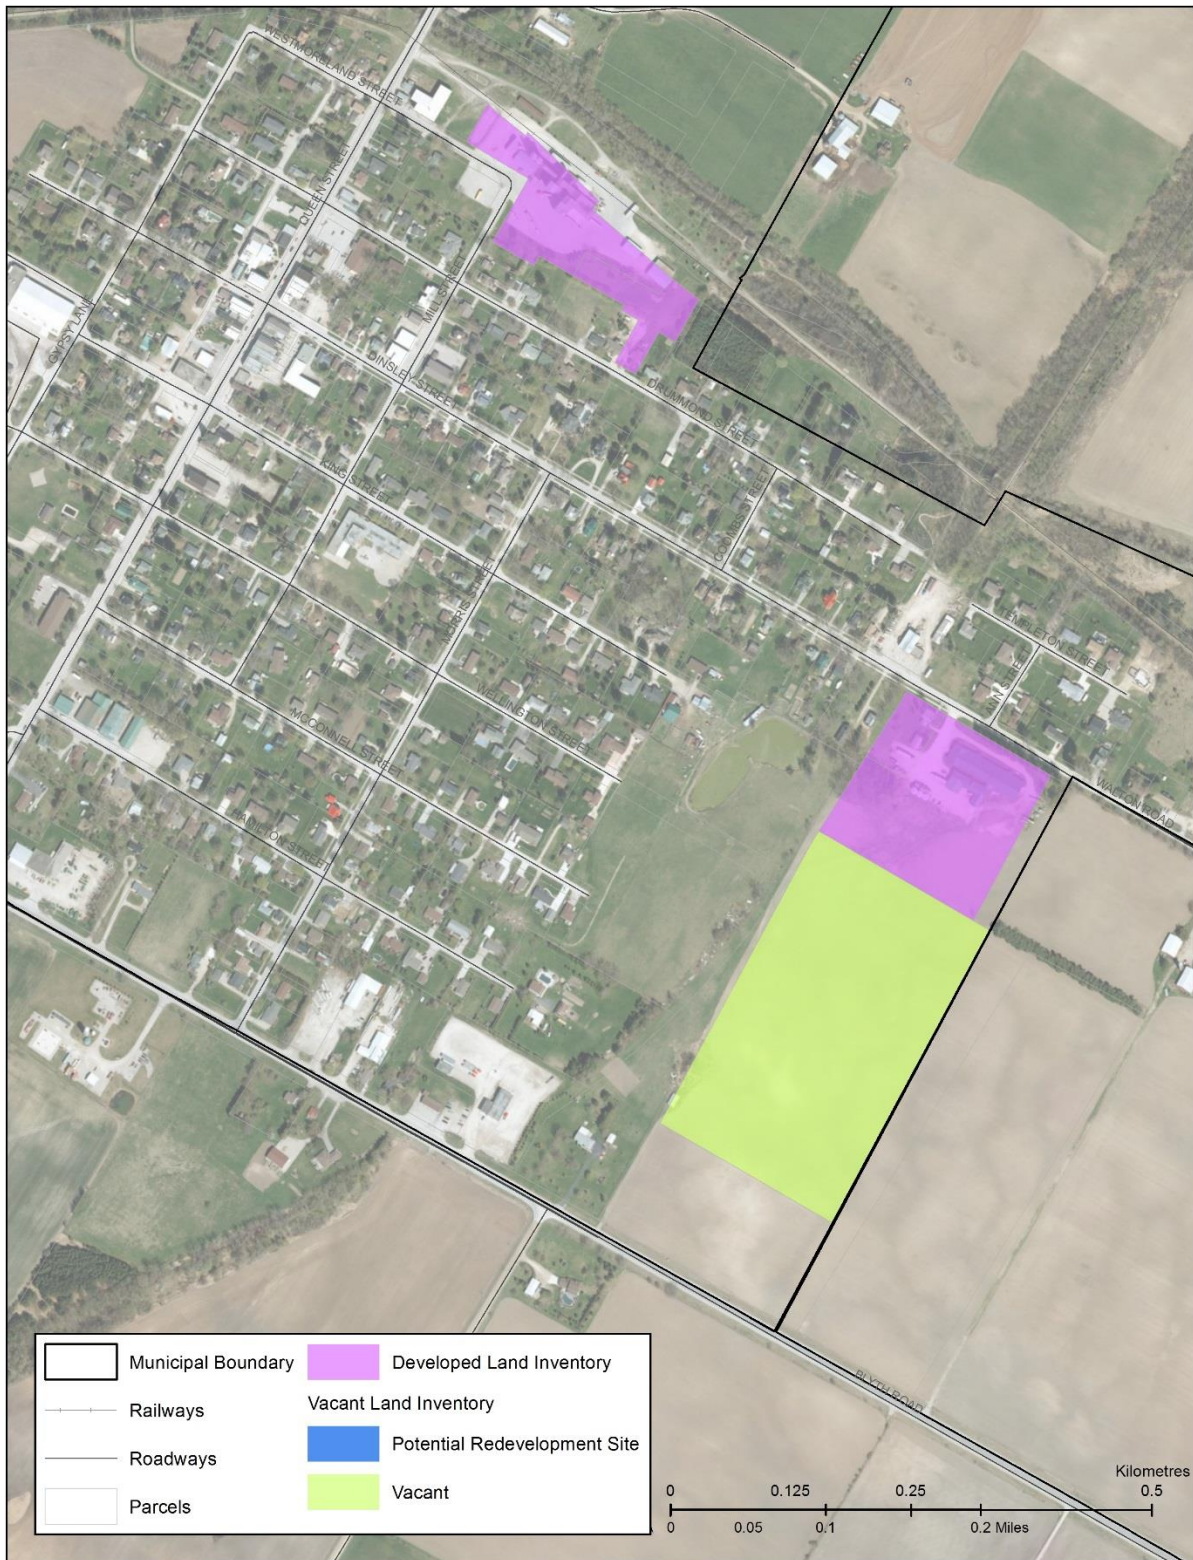 WESTMORELAND STREET
QUEEN STREET
MILL STREET
GYPSY LANE
DINSLEY STREET
DRUMMOND STREET
KING STREET
COOMBS STREET
MORRIS STREET
TEMPLETON STREET
STREET
WELLINGTON STREET
MCCONNELL STREET
WALTON ROAD
HAMILTON STREET
BLYTH ROAD
Municipal Boundary
Railways
Roadways
Parcels
Developed Land Inventory
Vacant Land Inventory
Potential Redevelopment Site
Vacant
Kilometres
0 0.125 0.25 0.5
0 0.05 0.1 0.2 Miles